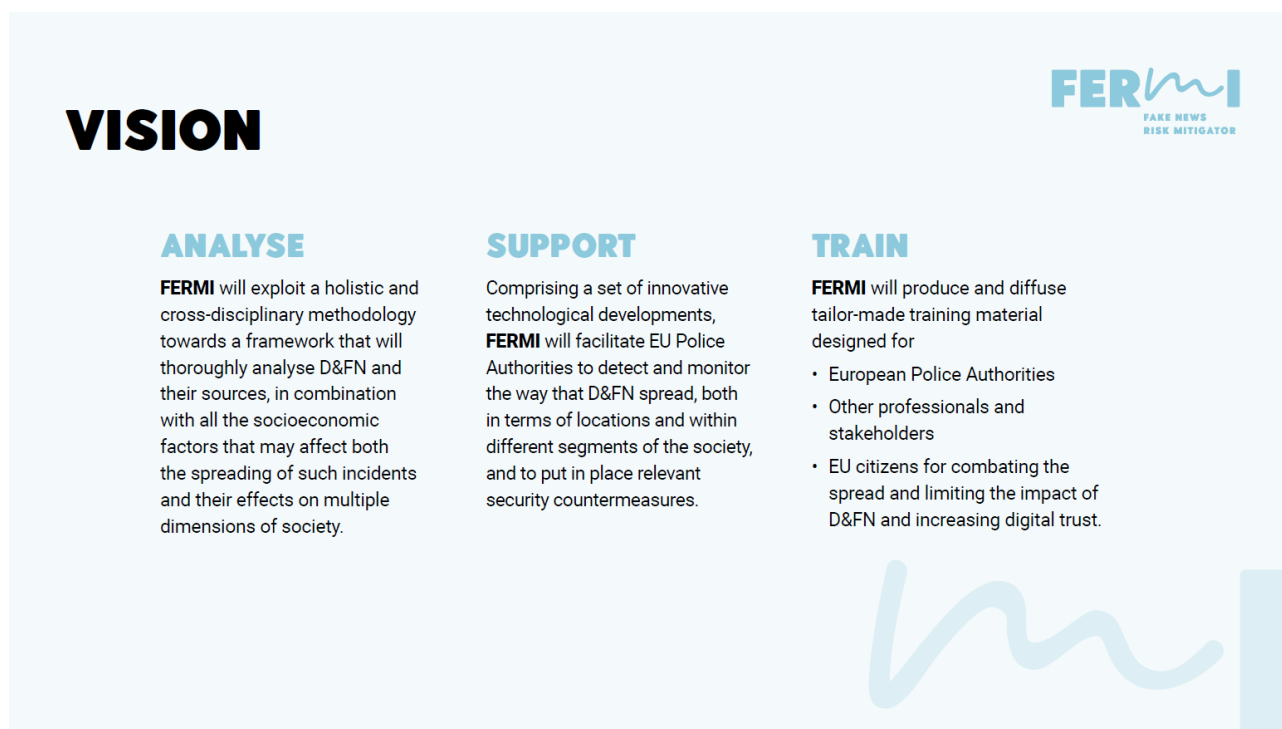 VISION
FERMI
FAKE NEWS
RISK MITIGATOR
ANALYSE
FERMI will exploit a holistic and
cross-disciplinary methodology
towards a framework that will
thoroughly analyse D&FN and
their sources, in combination
with all the socioeconomic
factors that may affect both
the spreading of such incidents
and their effects on multiple
dimensions of society.
SUPPORT
Comprising a set of innovative
technological developments,
FERMI will facilitate EU Police
Authorities to detect and monitor
the way that D&FN spread, both
in terms of locations and within
different segments of the society,
and to put in place relevant
security countermeasures.
TRAIN
FERMI will produce and diffuse
tailor-made training material
designed for
• European Police Authorities
• Other professionals and
stakeholders
• EU citizens for combating the
spread and limiting the impact of
D&FN and increasing digital trust.